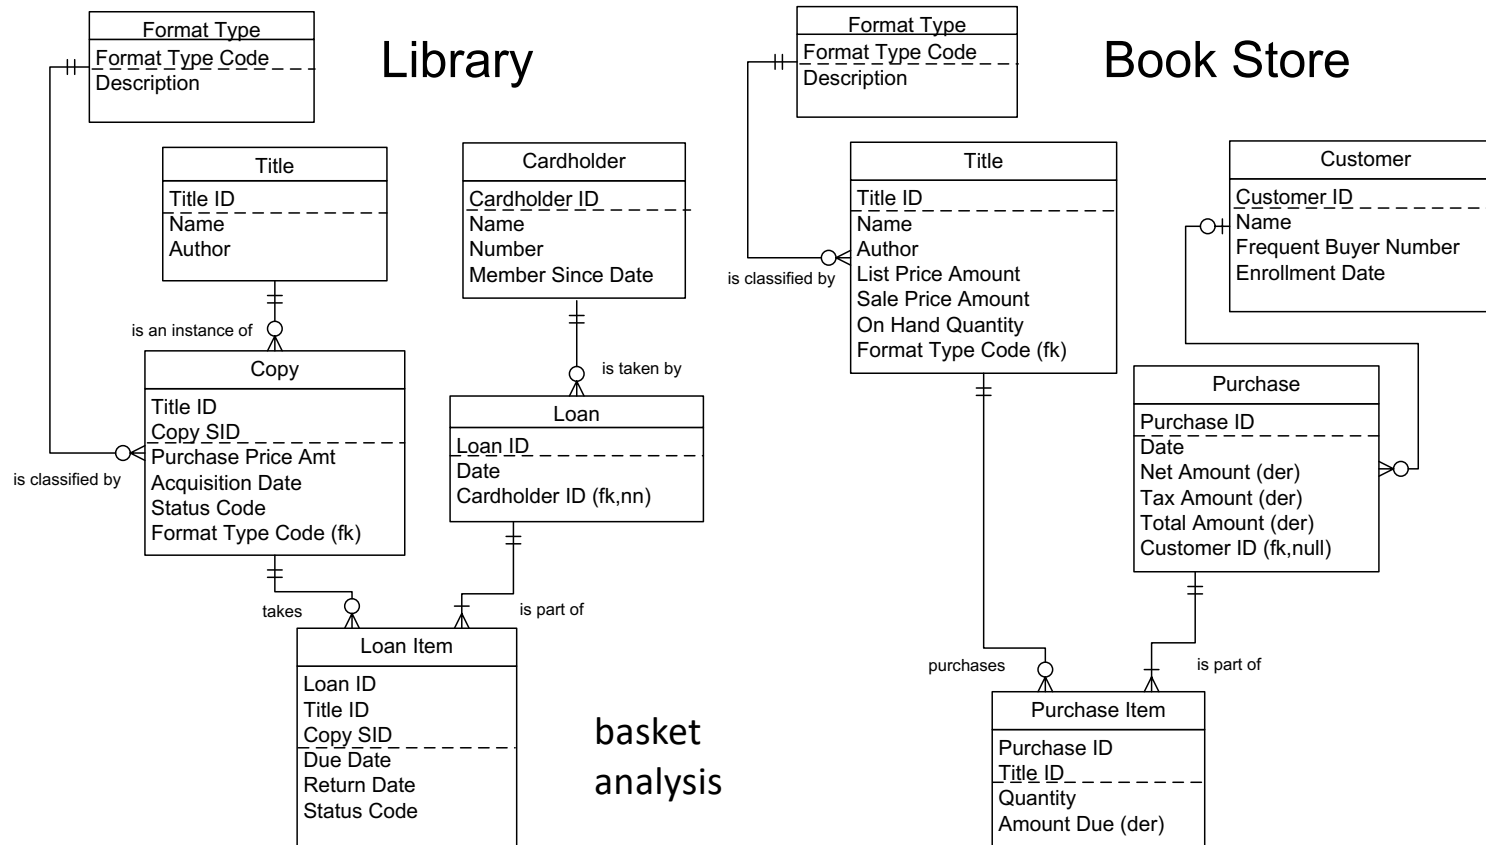 Library
Format Type
Format Type Code
Description
is classified by
Title
Title ID
Name
Author
is an instance of
Cardholder
Cardholder ID
Name
Number
Member Since Date
is taken by
Copy
Title ID
Copy SID
Purchase Price Amt
Acquisition Date
Status Code
Format Type Code (fk)
Loan
Loan ID
Date
Cardholder ID (fk,nn)
takes
is part of
Loan Item
Loan ID
Title ID
Copy SID
Due Date
Return Date
Status Code
basket
analysis
Book Store
Format Type
Format Type Code
Description
is classified by
Title
Title ID
Name
Author
List Price Amount
Sale Price Amount
On Hand Quantity
Format Type Code (fk)
Customer
Customer ID
Name
Frequent Buyer Number
Enrollment Date
Purchase
Purchase ID
Date
Net Amount (der)
Tax Amount (der)
Total Amount (der)
Customer ID (fk,null)
purchases
is part of
Purchase Item
Purchase ID
Title ID
Quantity
Amount Due (der)